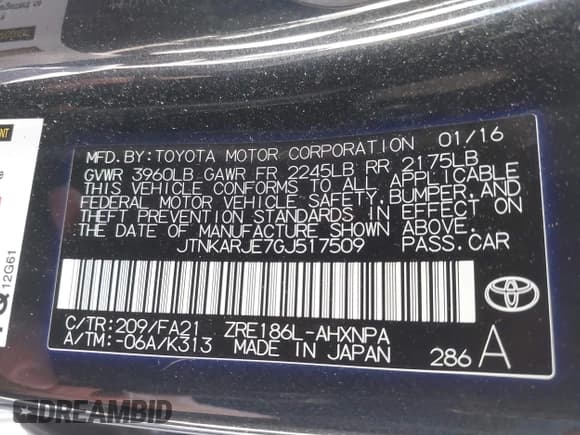 MFD. BY: TOYOTA MOTOR CORPORATION 01/16
GVWR 3960LB GAWR FR 2245LB RR 2175LB
THIS VEHICLE CONFORMS TO ALL APPLICABLE
FEDERAL MOTOR VEHICLE SAFETY, BUMPER, AND
THEFT PREVENTION STANDARDS IN EFFECT ON
THE DATE OF MANUFACTURE SHOWN ABOVE.
JTNKARJE7GJ517509 PASS. CAR
C/TR: 209/FA21 ZRE186L-AHXNPA
A/TM: -06A/K313 MADE IN JAPAN
286 A
TOYOTA
12G61
DREAMBID